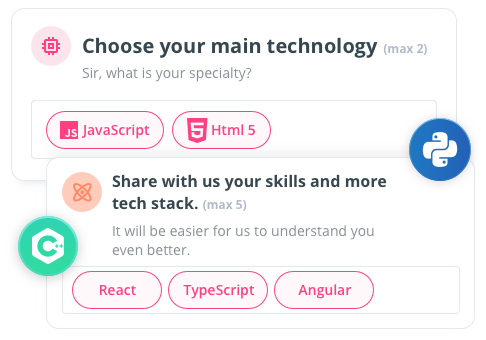 Choose your main technology (max 2)
Sir, what is your specialty?
JS JavaScript 5 Html 5
Share with us your skills and more
tech stack. (max 5)
It will be easier for us to understand you
even better.
C++
React TypeScript Angular